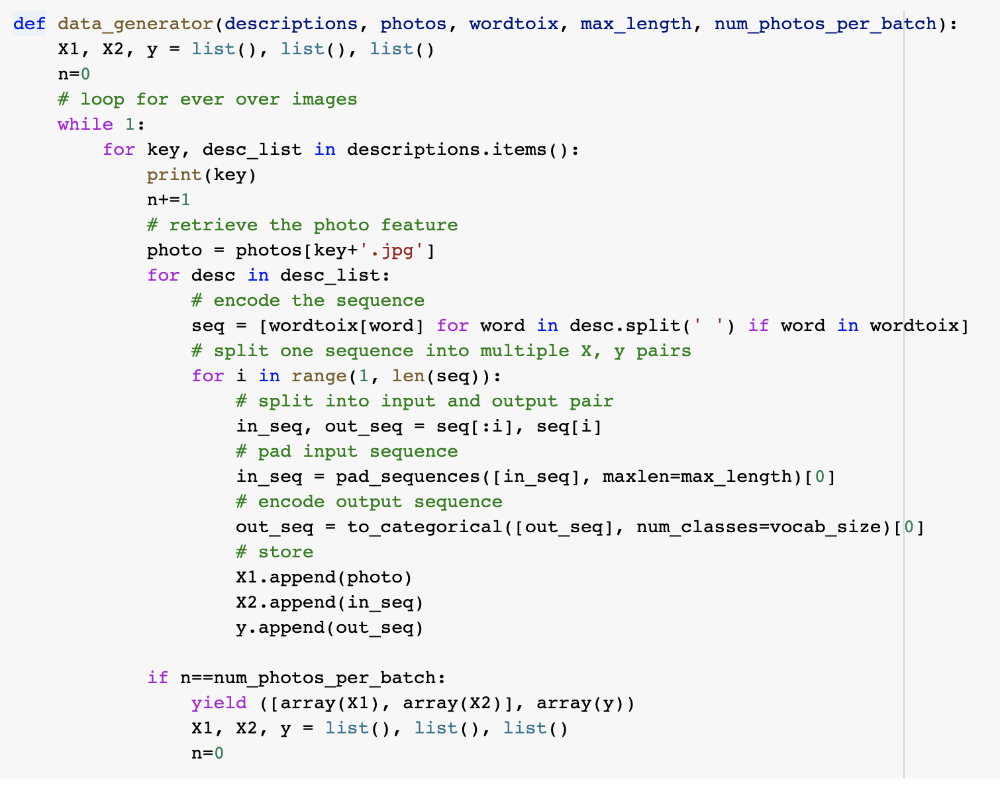 def data_generator(descriptions, photos, wordtoix, max_length, num_photos_per_batch):
    X1, X2, y = list(), list(), list()
    n=0
    # loop for ever over images
    while 1:
        for key, desc_list in descriptions.items():
            print(key)
            n+=1
            # retrieve the photo feature
            photo = photos[key+'.jpg']
            for desc in desc_list:
                # encode the sequence
                seq = [wordtoix[word] for word in desc.split(' ') if word in wordtoix]
                # split one sequence into multiple X, y pairs
                for i in range(1, len(seq)):
                    # split into input and output pair
                    in_seq, out_seq = seq[:i], seq[i]
                    # pad input sequence
                    in_seq = pad_sequences([in_seq], maxlen=max_length)[0]
                    # encode output sequence
                    out_seq = to_categorical([out_seq], num_classes=vocab_size)[0]
                    # store
                    X1.append(photo)
                    X2.append(in_seq)
                    y.append(out_seq)

            if n==num_photos_per_batch:
                yield ([array(X1), array(X2)], array(y))
                X1, X2, y = list(), list(), list()
                n=0